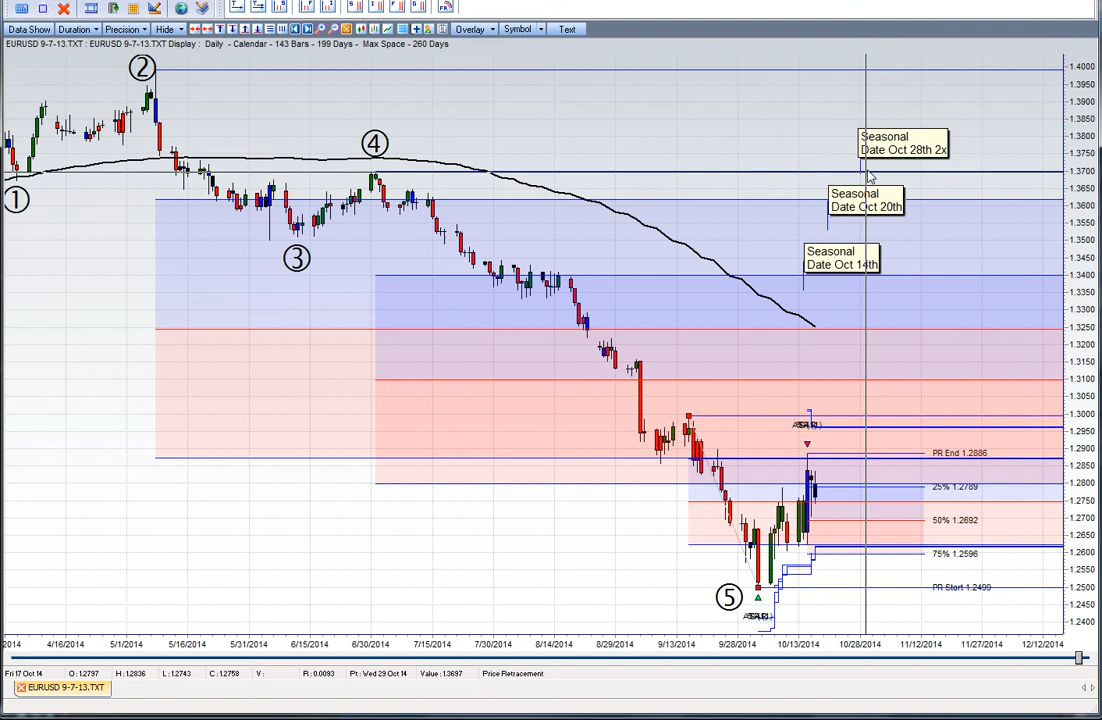 Data Show
Duration
Precision
Hide
Overlay
Symbol
Text
EURUSD 9-7-13.TXT : EURUSD 9-7-13.TXT Display : Daily - Calendar - 143 Bars - 199 Days - Max Space - 260 Days
2
1.4000
1.3950
1.3900
1.3850
1.3800
Seasonal
Date Oct 28th 2x
4
1.3750
1.3700
1
1.3650
Seasonal
Date Oct 20th
1.3600
1.3550
3
1.3500
Seasonal
Date Oct 14th
1.3450
1.3400
1.3350
1.3300
1.3250
1.3200
1.3150
1.3100
1.3050
1.3000
1.2950
1.2900
PR End 1.2886
1.2850
1.2800
25% 1.2789
1.2750
1.2700
50% 1.2692
1.2650
1.2600
75% 1.2596
1.2550
1.2500
PR Start 1.2499
5
1.2450
1.2400
/2014 4/16/2014 5/1/2014 5/16/2014 5/31/2014 6/15/2014 6/30/2014 7/15/2014 7/30/2014 8/14/2014 8/29/2014 9/13/2014 9/28/2014 10/13/2014 10/28/2014 11/12/2014 11/27/2014 12/12/2014
Fri 17 Oct 14 O : 1.2797 H : 1.2836 L : 1.2743 C : 1.2758 V : R : 0.0093 Pt : Wed 29 Oct 14 Value : 1.3697 Price Retracement
EURUSD 9-7-13.TXT